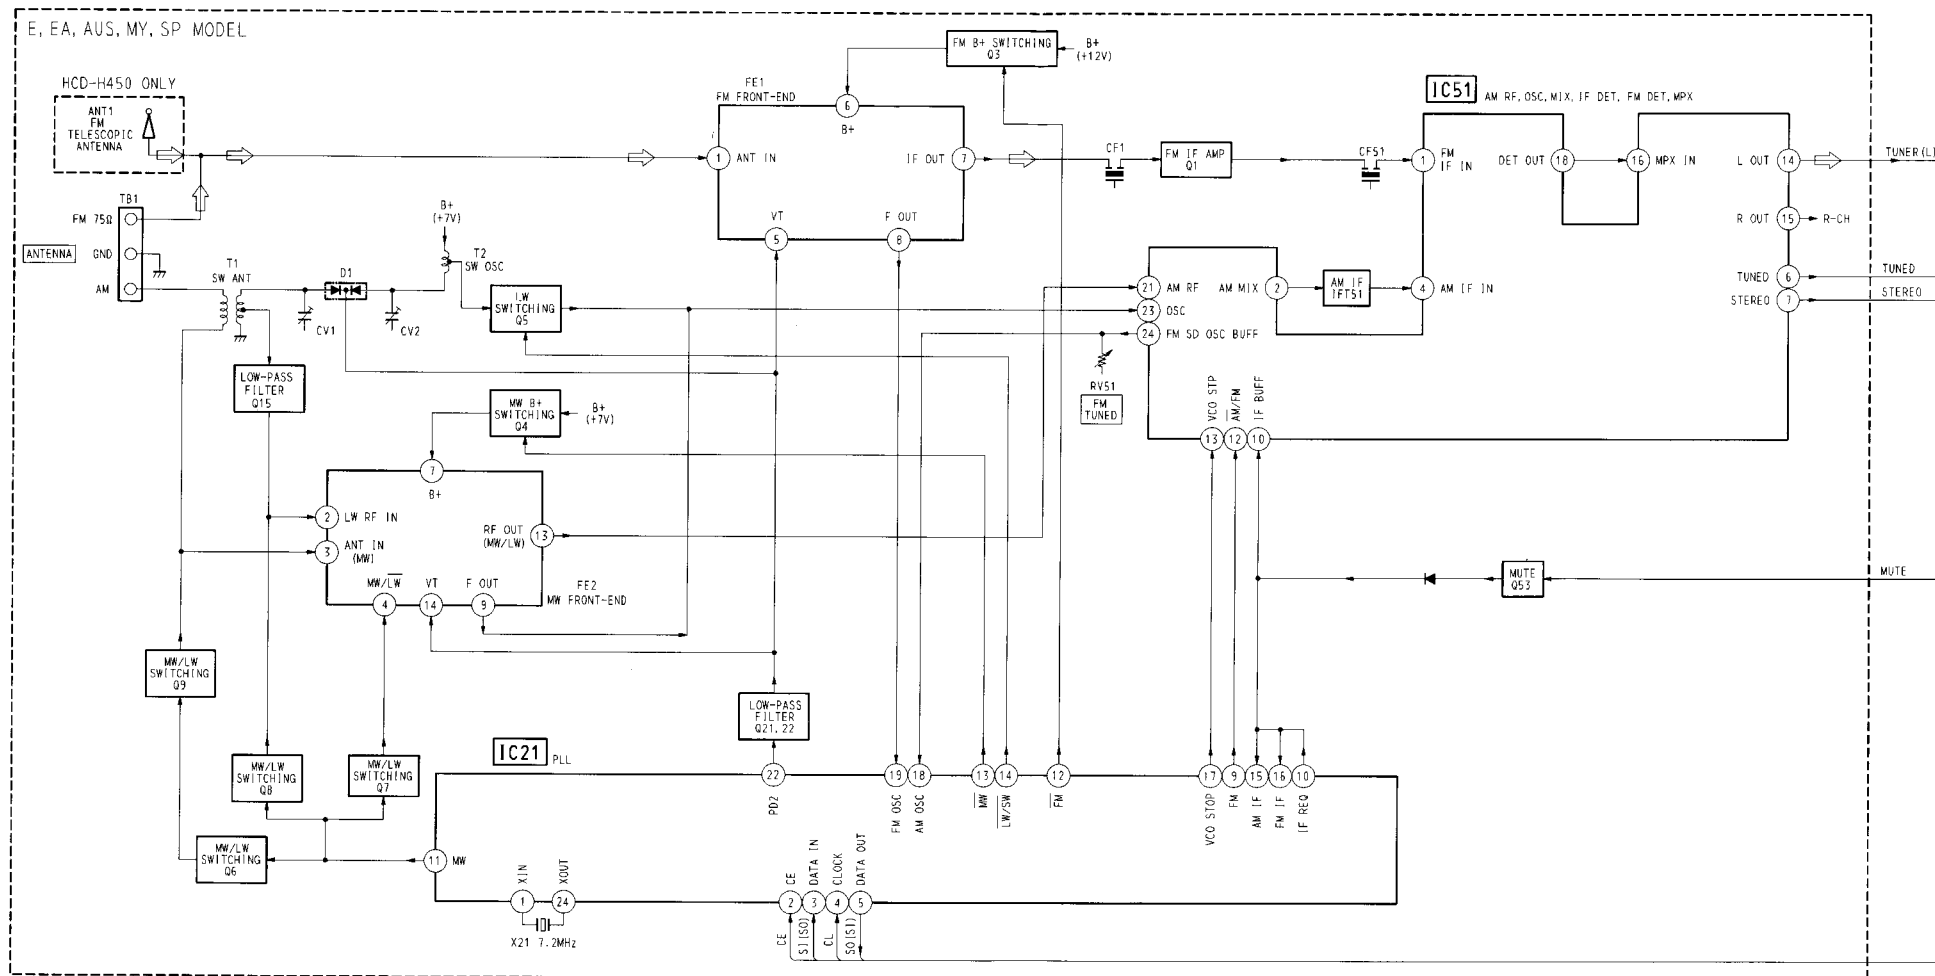 E, EA, AUS, MY, SP MODEL
HCD-H450 ONLY
ANT1
FM
TELESCOPIC
ANTENNA
TB1
FM 75Ω
ANTENNA
GND
AM
T1
SW ANT
D1
CV1
CV2
B+
(+7V)
T2
SW OSC
LW
SWITCHING
Q5
LOW-PASS
FILTER
Q15
MW B+
SWITCHING
Q4
B+
(+7V)
FE1
FM FRONT-END
6
B+
1
ANT IN
IF OUT
7
VT
5
F OUT
8
FM B+ SWITCHING
Q3
B+
(+12V)
CF1
FM IF AMP
Q1
CF51
IC51
AM RF, OSC, MIX, IF DET, FM DET, MPX
1
FM
IF IN
DET OUT
18
16
MPX IN
L OUT
14
TUNER(L)
R OUT
15
R-CH
TUNED
6
TUNED
STEREO
7
STEREO
21
AM RF
AM MIX
2
AM IF
IFT51
4
AM IF IN
23
OSC
24
FM SD OSC BUFF
RV51
FM
TUNED
VCO STP
AM/FM
IF BUFF
13
12
10
7
B+
2
LW RF IN
3
ANT IN
(MW)
RF OUT
(MW/LW)
13
MW/LW
VT
F OUT
4
14
9
FE2
MW FRONT-END
MUTE
Q53
MUTE
MW/LW
SWITCHING
Q9
MW/LW
SWITCHING
Q8
MW/LW
SWITCHING
Q7
MW/LW
SWITCHING
Q6
LOW-PASS
FILTER
Q21, 22
IC21
PLL
22
PD2
19
FM OSC
18
AM OSC
13
MW
14
LW/SW
12
FM
17
VCO STOP
9
FM
15
AM IF
16
FM IF
10
IF REQ
11
MW
XIN
XOUT
1
24
X21 7.2MHz
CE
DATA IN
CLOCK
DATA OUT
2
3
4
5
CE
SI(SO)
CL
SO(SI)